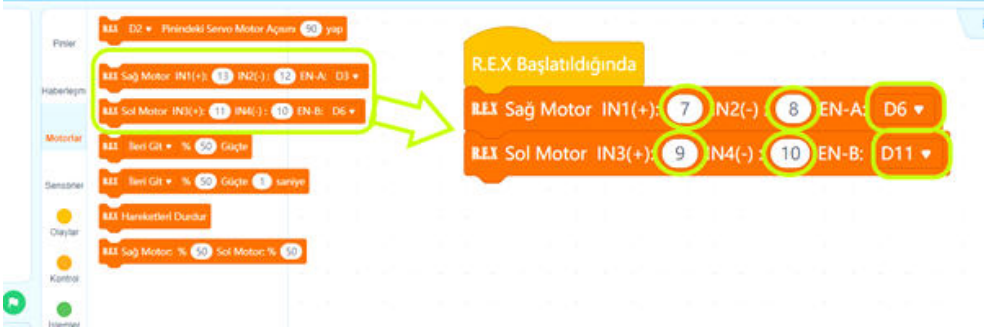 Pinler
Haberleşm
Motorlar
Sensörler
Olaylar
Kontrol
İşlemler
R.E.X D2 Pinindeki Servo Motor Açısını 90 yap
R.E.X Sağ Motor IN1(+): 13 IN2(-) : 12 EN-A: D3
R.E.X Sol Motor IN3(+): 11 IN4(-) : 10 EN-B: D6
R.E.X İleri Git % 50 Güçte
R.E.X İleri Git % 50 Güçte 1 saniye
R.E.X Hareketleri Durdur
R.E.X Sağ Motor: % 50 Sol Motor: % 50
R.E.X Başlatıldığında
R.E.X Sağ Motor IN1(+): 7 IN2(-) : 8 EN-A: D6
R.E.X Sol Motor IN3(+): 9 IN4(-) : 10 EN-B: D11